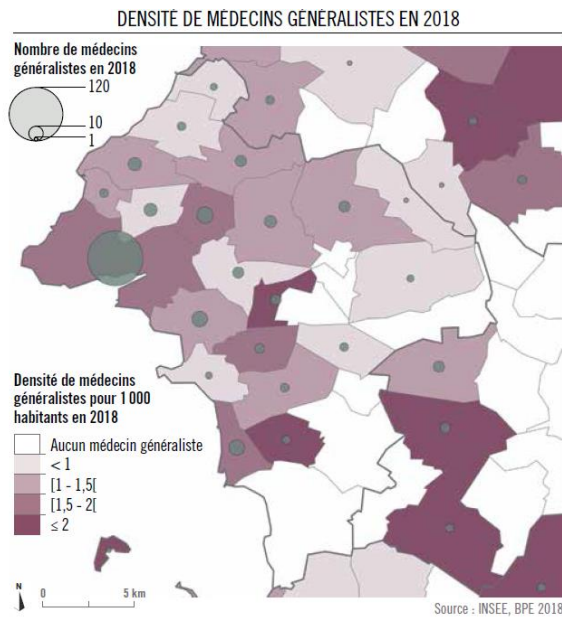 DENSITÉ DE MÉDECINS GÉNÉRALISTES EN 2018
Nombre de médecins
généralistes en 2018
120
10
1
Densité de médecins
généralistes pour 1 000
habitants en 2018
Aucun médecin généraliste
< 1
[1 - 1,5[
[1,5 - 2[
≤ 2
N
0
5 km
Source : INSEE, BPE 2018